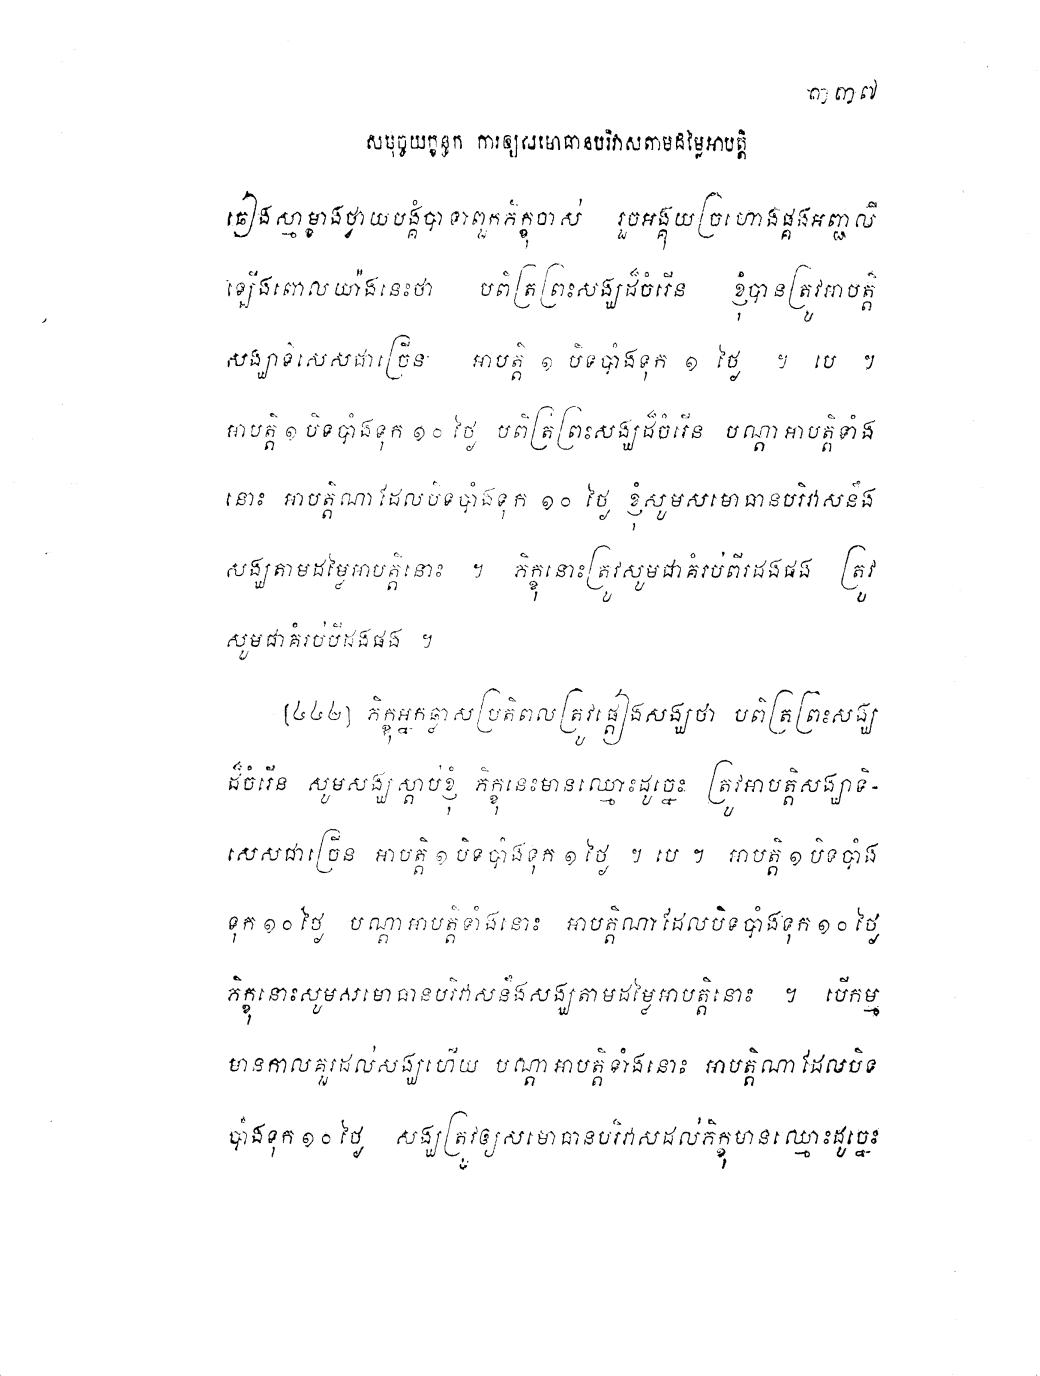 ៣៣៧
សមុច្ចយក្ខន្ធក ការឲ្យសមោធានបរិវាសតាមដម្លៃអាបត្តិ
ឆៀងស្មាម្ខាងថ្វាយបង្គំបាទាពួកភិក្ខុចាស់ រួចអង្គុយច្រហោងផ្គងអញ្ជលី
ឡើងពោលយ៉ាងនេះថា បពិត្រព្រះសង្ឃដ៏ចំរើន ខ្ញុំបានត្រូវអាបត្តិ
សង្ឃាទិសេសជាច្រើន អាបត្តិ ១ បិទបាំងទុក ១ ថ្ងៃ ។ បេ ។
អាបត្តិ ១ បិទបាំងទុក ១០ ថ្ងៃ បពិត្រព្រះសង្ឃដ៏ចំរើន បណ្តាអាបត្តិទាំង
នោះ អាបត្តិណាដែលបិទបាំងទុក ១០ ថ្ងៃ ខ្ញុំសូមសមោធានបរិវាសនឹង
សង្ឃតាមដម្លៃអាបត្តិនោះ ។ ភិក្ខុនោះត្រូវសូមជាគំរប់ពីរដងផង ត្រូវ
សូមជាគំរប់បីដងផង ។
(៤៤២) ភិក្ខុអ្នកឆ្លាសប្រតិពលត្រូវផ្តៀងសង្ឃថា បពិត្រព្រះសង្ឃ
ដ៏ចំរើន សូមសង្ឃស្តាប់ខ្ញុំ ភិក្ខុនេះមានឈ្មោះដូច្នេះ ត្រូវអាបត្តិសង្ឃាទិ-
សេសជាច្រើន អាបត្តិ ១ បិទបាំងទុក ១ ថ្ងៃ ។ បេ ។ អាបត្តិ ១ បិទបាំង
ទុក ១០ ថ្ងៃ បណ្តាអាបត្តិទាំងនោះ អាបត្តិណាដែលបិទបាំងទុក ១០ ថ្ងៃ
ភិក្ខុនោះសូមសមោធានបរិវាសនឹងសង្ឃតាមដម្លៃអាបត្តិនោះ ។ បើកម្ម
មានកាលគួរដល់សង្ឃហើយ បណ្តាអាបត្តិទាំងនោះ អាបត្តិណាដែលបិទ
បាំងទុក ១០ ថ្ងៃ សង្ឃត្រូវឲ្យសមោធានបរិវាសដល់ភិក្ខុមានឈ្មោះដូច្នេះ